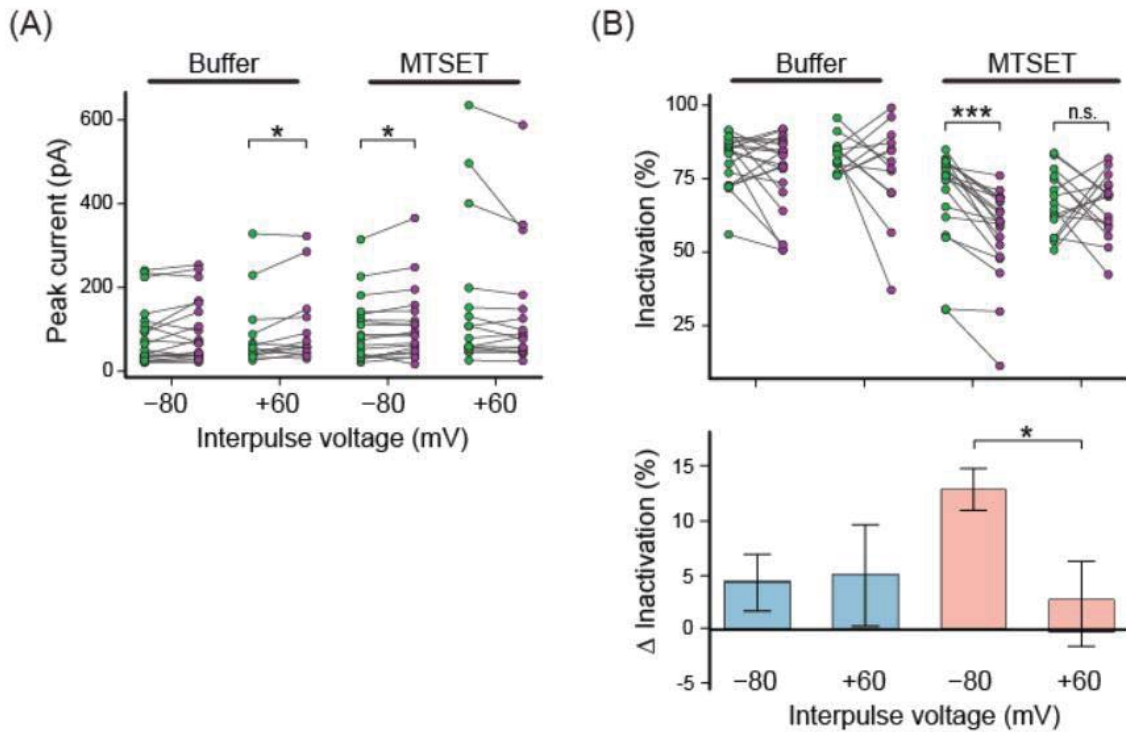 (A)
Buffer MTSET
Peak current (pA)
600
400
200
0
* *
−80 +60 −80 +60
Interpulse voltage (mV)
(B)
Buffer MTSET
Inactivation (%)
100
75
50
25
*** n.s.
Δ Inactivation (%)
15
10
5
0
-5
*
−80 +60 −80 +60
Interpulse voltage (mV)